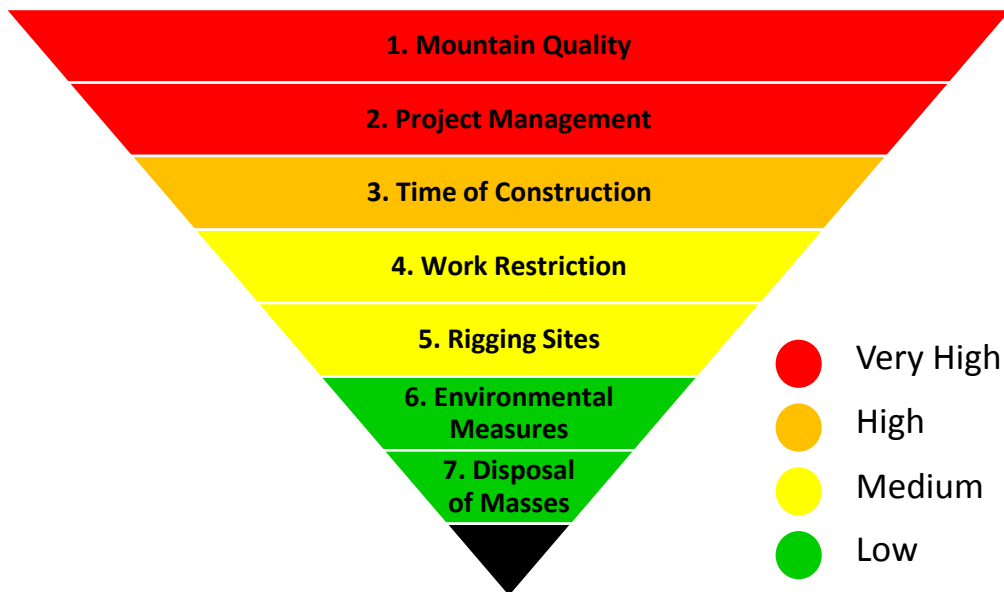 1. Mountain Quality
2. Project Management
3. Time of Construction
4. Work Restriction
5. Rigging Sites
6. Environmental
Measures
7. Disposal
of Masses
Very High
High
Medium
Low